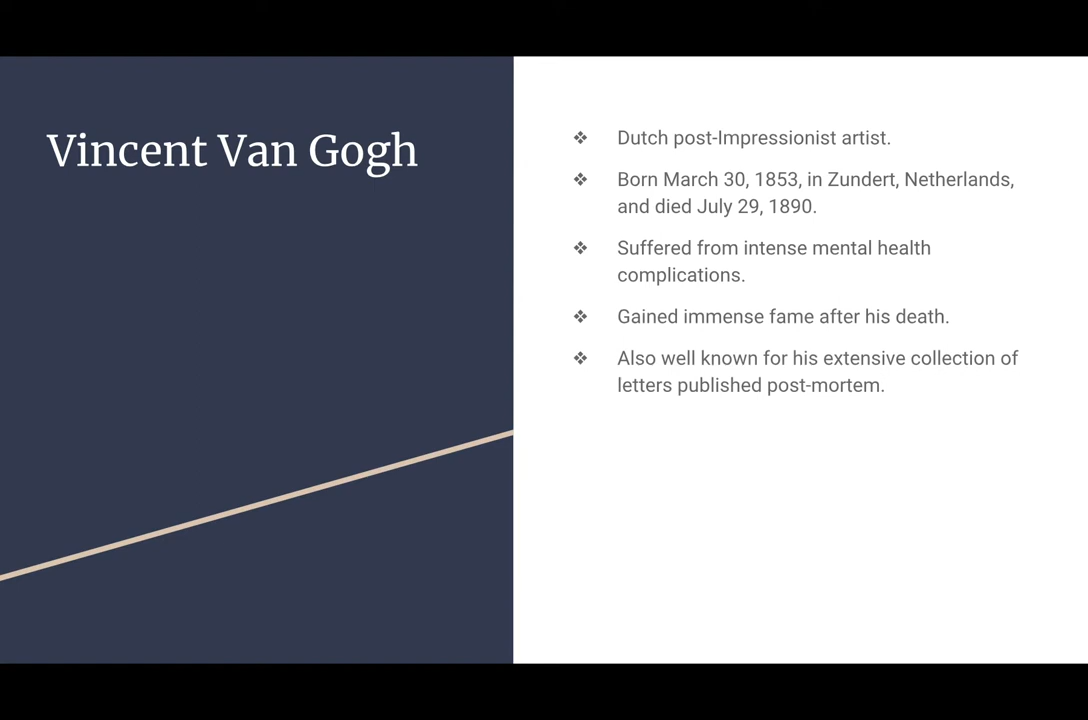 Vincent Van Gogh
❖ Dutch post-Impressionist artist.
❖ Born March 30, 1853, in Zundert, Netherlands,
and died July 29, 1890.
❖ Suffered from intense mental health
complications.
❖ Gained immense fame after his death.
❖ Also well known for his extensive collection of
letters published post-mortem.